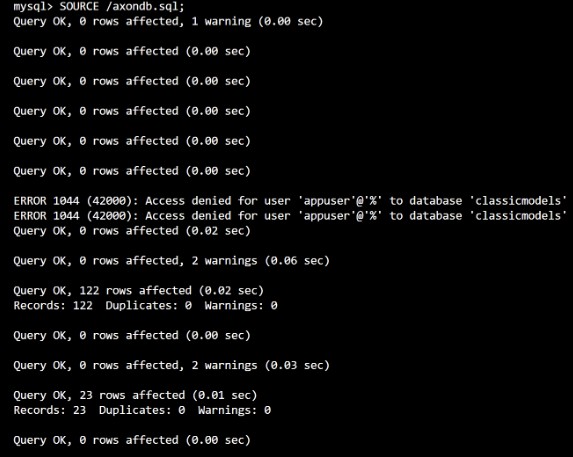 mysql> SOURCE /axondb.sql;
Query OK, 0 rows affected, 1 warning (0.00 sec)
Query OK, 0 rows affected (0.00 sec)
Query OK, 0 rows affected (0.00 sec)
Query OK, 0 rows affected (0.00 sec)
Query OK, 0 rows affected (0.00 sec)
Query OK, 0 rows affected (0.00 sec)
ERROR 1044 (42000): Access denied for user 'appuser'@'%' to database 'classicmodels'
ERROR 1044 (42000): Access denied for user 'appuser'@'%' to database 'classicmodels'
Query OK, 0 rows affected (0.02 sec)
Query OK, 0 rows affected, 2 warnings (0.06 sec)
Query OK, 122 rows affected (0.02 sec)
Records: 122  Duplicates: 0  Warnings: 0
Query OK, 0 rows affected (0.00 sec)
Query OK, 0 rows affected, 2 warnings (0.03 sec)
Query OK, 23 rows affected (0.01 sec)
Records: 23  Duplicates: 0  Warnings: 0
Query OK, 0 rows affected (0.00 sec)